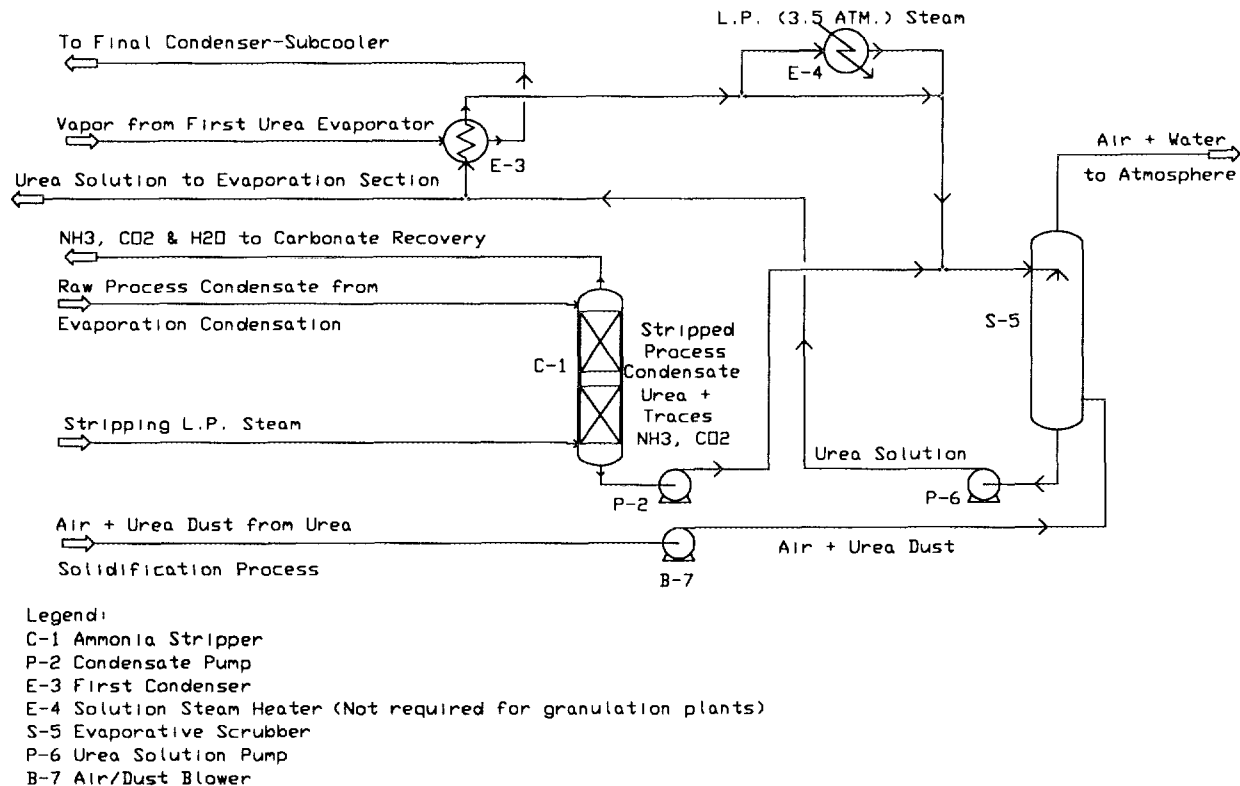 L.P. (3.5 ATM.) Steam
To Final Condenser-Subcooler
E-4
Vapor from First Urea Evaporator
E-3
Air + Water
to Atmosphere
Urea Solution to Evaporation Section
NH3, CO2 & H2O to Carbonate Recovery
Raw Process Condensate from
Evaporation Condensation
S-5
C-1
Stripped
Process
Condensate
Urea +
Traces
NH3, CO2
Stripping L.P. Steam
Urea Solution
P-2
P-6
Air + Urea Dust from Urea
Solidification Process
Air + Urea Dust
B-7
Legend:
C-1 Ammonia Stripper
P-2 Condensate Pump
E-3 First Condenser
E-4 Solution Steam Heater (Not required for granulation plants)
S-5 Evaporative Scrubber
P-6 Urea Solution Pump
B-7 Air/Dust Blower